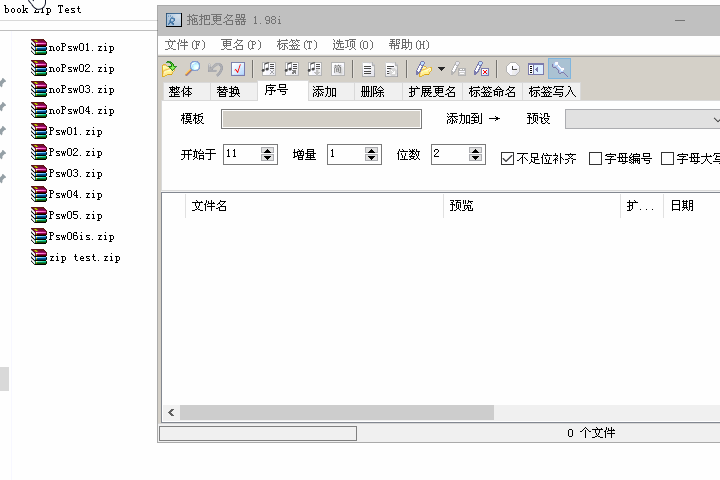 book zip Test
noPsw01.zip
noPsw02.zip
noPsw03.zip
noPsw04.zip
Psw01.zip
Psw02.zip
Psw03.zip
Psw04.zip
Psw05.zip
Psw06is.zip
zip test.zip
拖把更名器 1.98i
文件(F) 更名(P) 标签(T) 选项(O) 帮助(H)
简
整体 替换 序号 添加 删除 扩展更名 标签命名 标签写入
模板 添加到 → 预设
开始于 11 增量 1 位数 2 不足位补齐 字母编号 字母大写
文件名 预览 扩... 日期
0 个文件